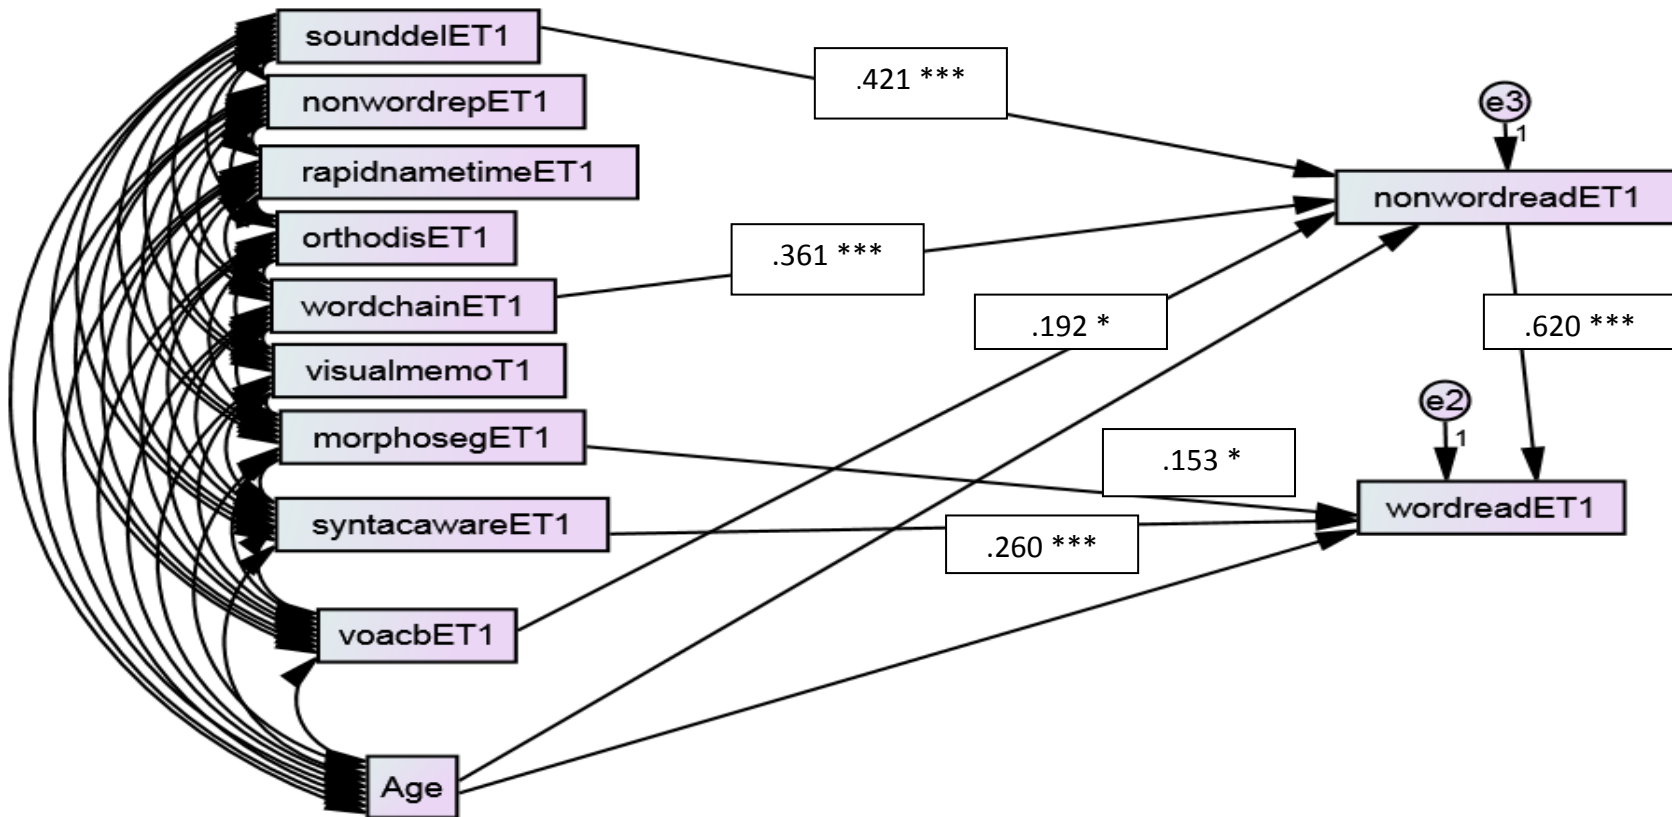 sounddelET1
nonwordrepET1
rapidnametimeET1
orthodisET1
wordchainET1
visualmemoT1
morphosegET1
syntacawareET1
voacbET1
Age
.421 ***
.361 ***
.192 *
.153 *
.260 ***
e3
1
nonwordreadET1
.620 ***
e2
1
wordreadET1